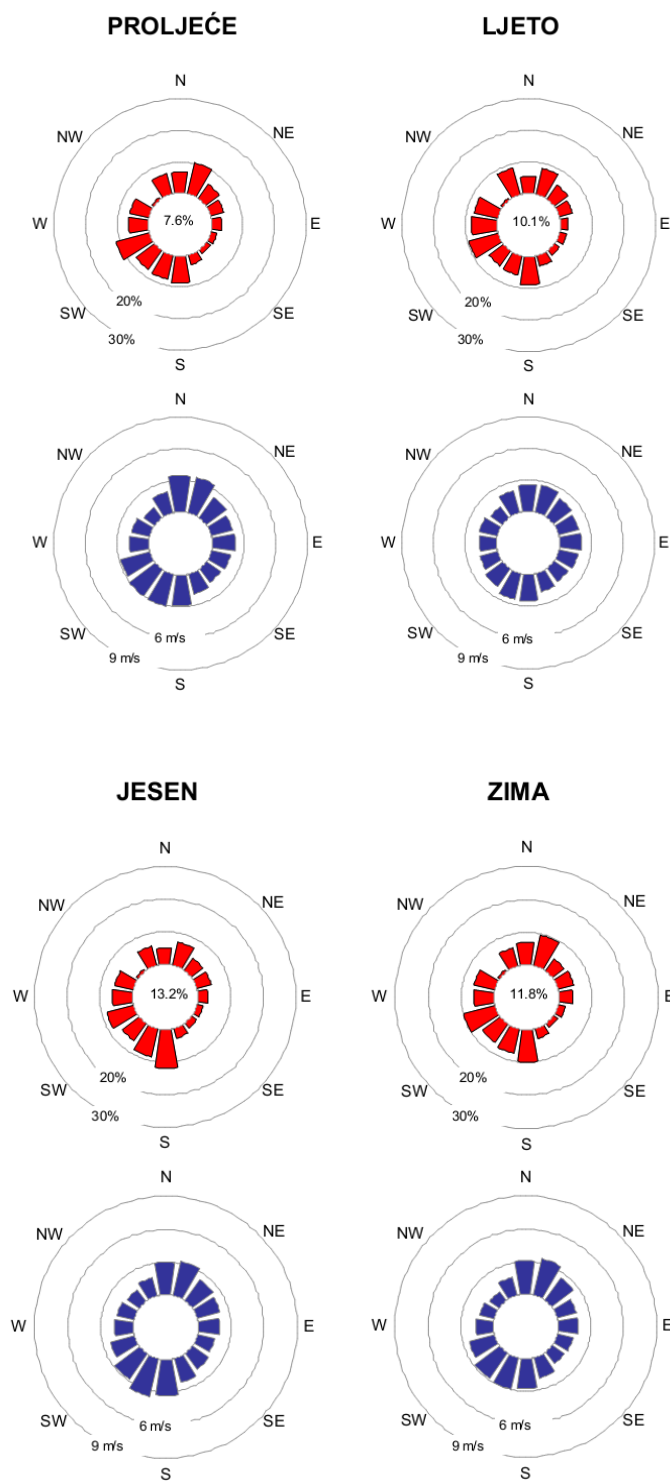 PROLJEĆE
N
NW
NE
W
7.6%
E
20%
SW
SE
30%
S
LJETO
N
NW
NE
W
10.1%
E
20%
SW
SE
30%
S
N
NW
NE
W
E
SW
6 m/s
SE
9 m/s
S
N
NW
NE
W
E
SW
6 m/s
SE
9 m/s
S
JESEN
N
NW
NE
W
13.2%
E
20%
SW
SE
30%
S
ZIMA
N
NW
NE
W
11.8%
E
20%
SW
SE
30%
S
N
NW
NE
W
E
SW
6 m/s
SE
9 m/s
S
N
NW
NE
W
E
SW
6 m/s
SE
9 m/s
S